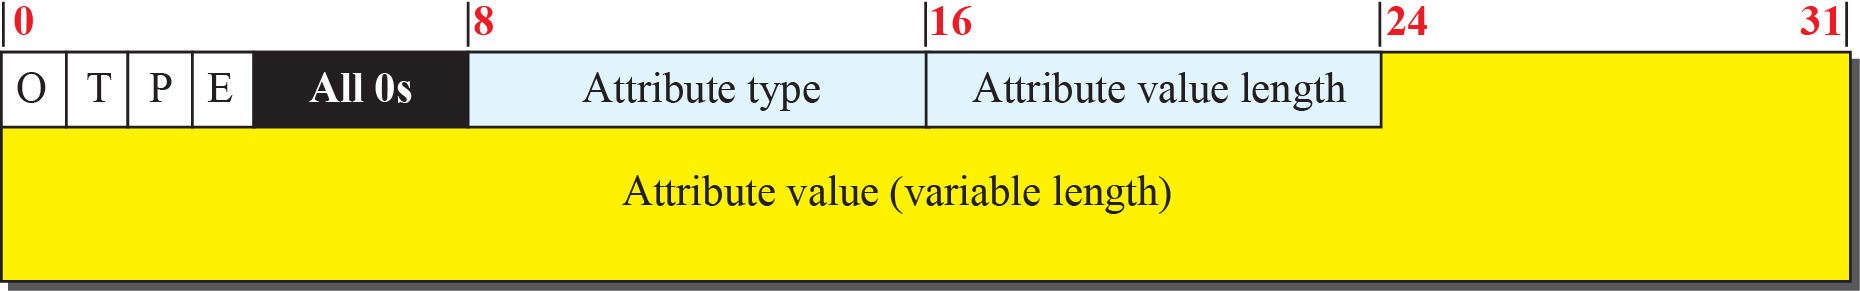 0 8 16 24 31
O T P E All 0s Attribute type Attribute value length
Attribute value (variable length)